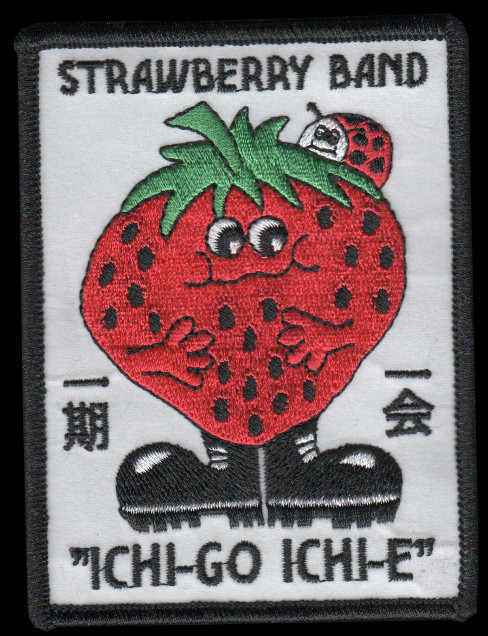 STRAWBERRY BAND
一期
一会
"ICHI-GO ICHI-E"